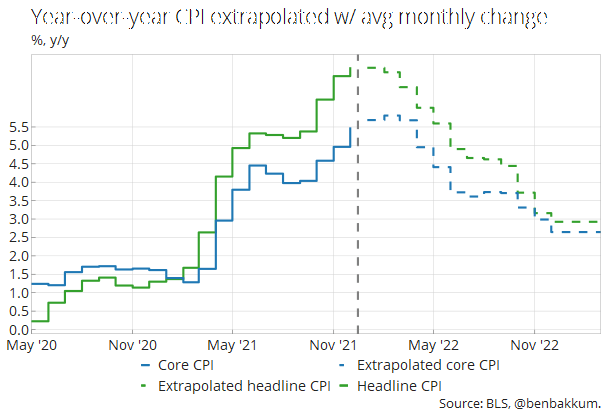 Year-over-year CPI extrapolated w/ avg monthly change
%, y/y
5.5
5.0
4.5
4.0
3.5
3.0
2.5
2.0
1.5
1.0
0.5
0.0
May '20 Nov '20 May '21 Nov '21 May '22 Nov '22
Core CPI Extrapolated core CPI
Extrapolated headline CPI Headline CPI
Source: BLS, @benbakkum.